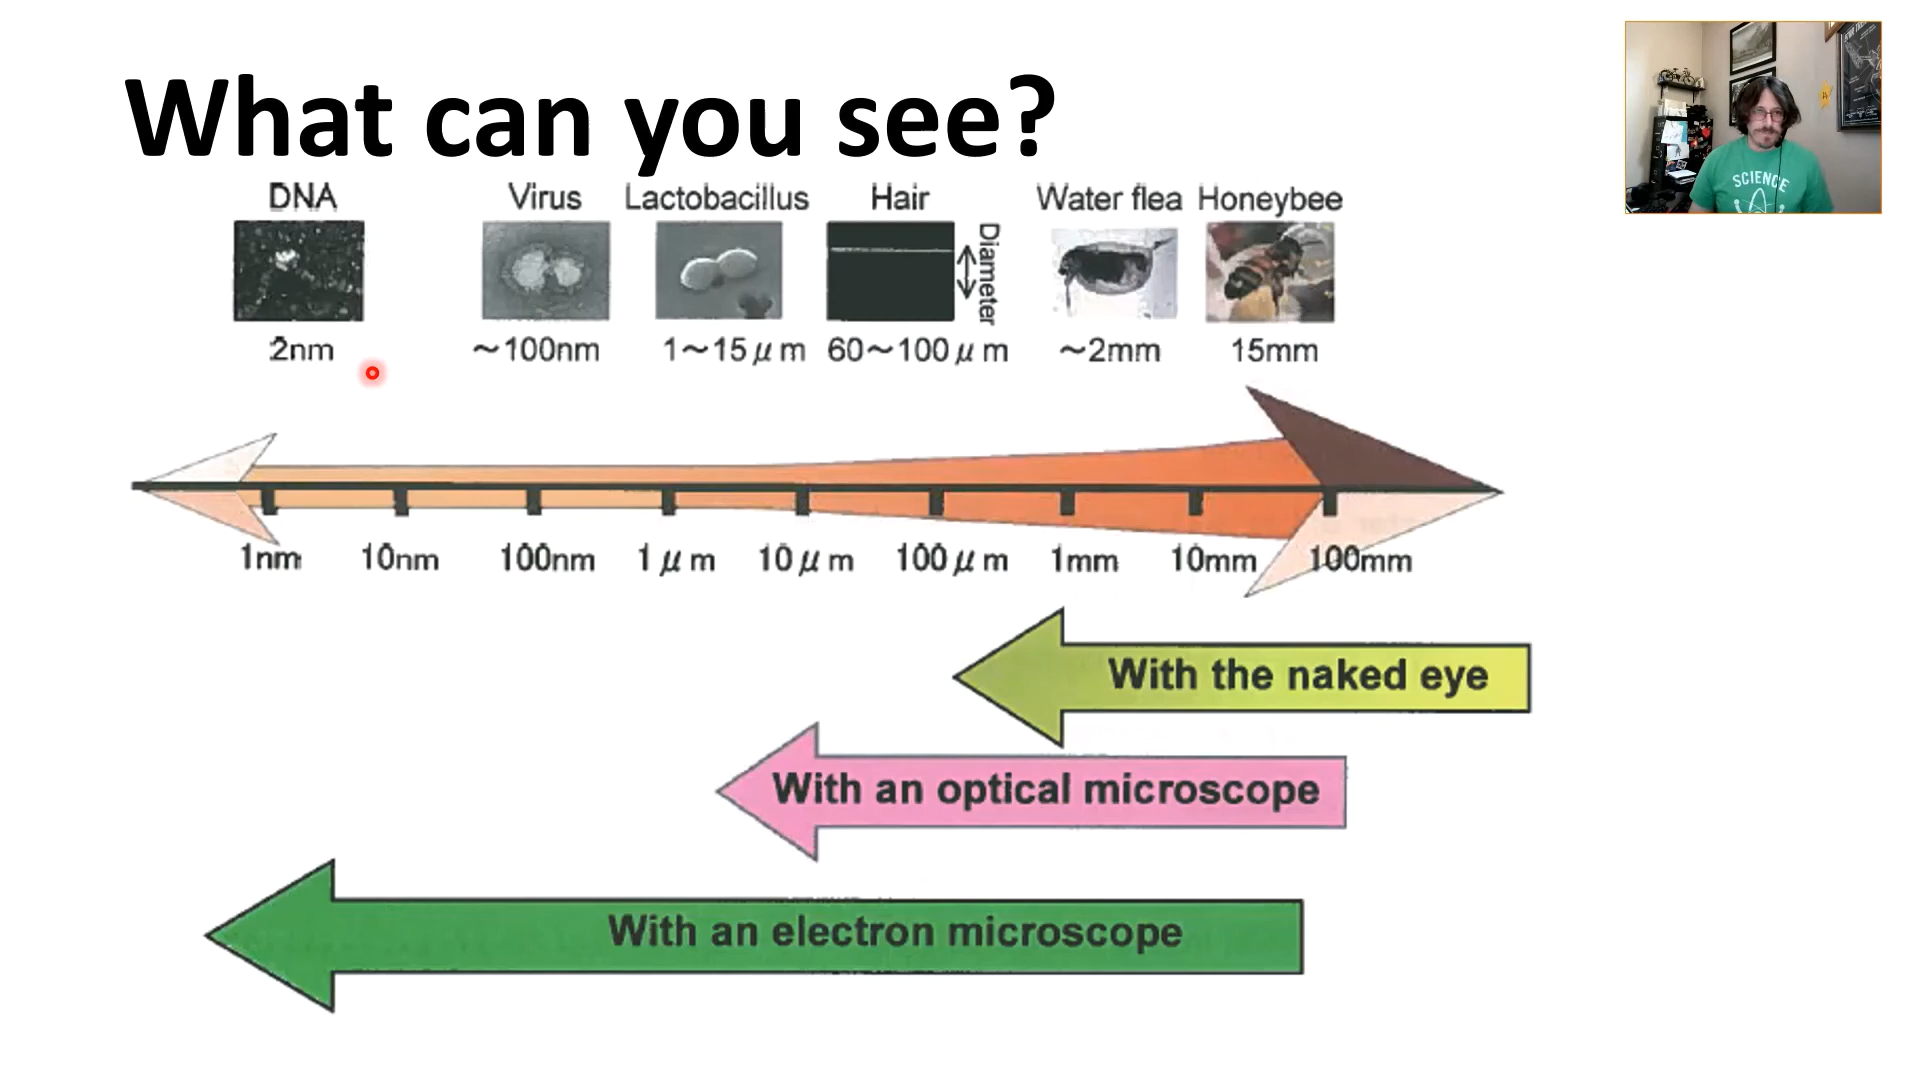 What can you see?
DNA Virus Lactobacillus Hair Water flea Honeybee
Diameter
2nm ~100nm 1~15μm 60~100μm ~2mm 15mm
1nm 10nm 100nm 1μm 10μm 100μm 1mm 10mm 100mm
With the naked eye
With an optical microscope
With an electron microscope
SCIENCE